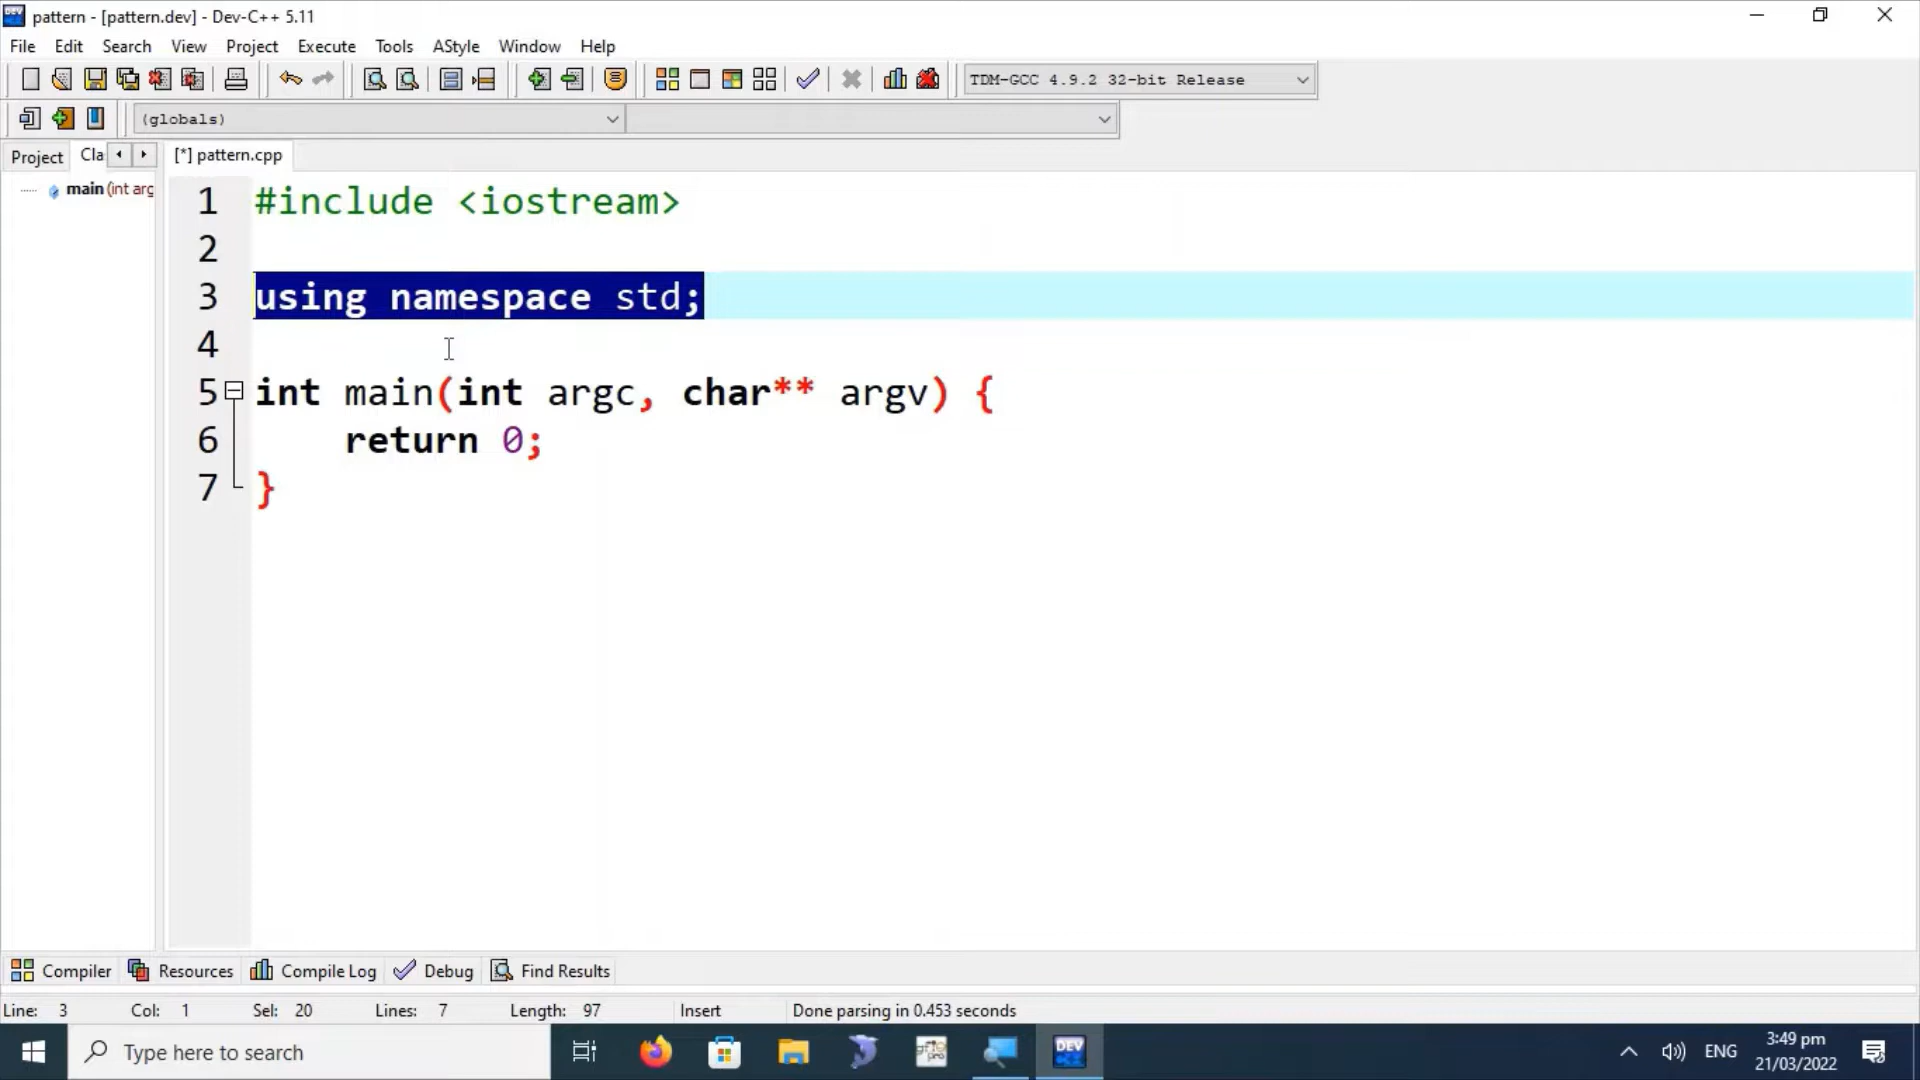 pattern - [pattern.dev] - Dev-C++ 5.11
File Edit Search View Project Execute Tools AStyle Window Help
TDM-GCC 4.9.2 32-bit Release
(globals)
Project Cla [*] pattern.cpp
main (int arg
1 #include <iostream>
2
3 using namespace std;
4
5 int main(int argc, char** argv) {
6 return 0;
7 }
Compiler Resources Compile Log Debug Find Results
Line: 3 Col: 1 Sel: 20 Lines: 7 Length: 97 Insert Done parsing in 0.453 seconds
Type here to search
DEV
ENG
3:49 pm
21/03/2022